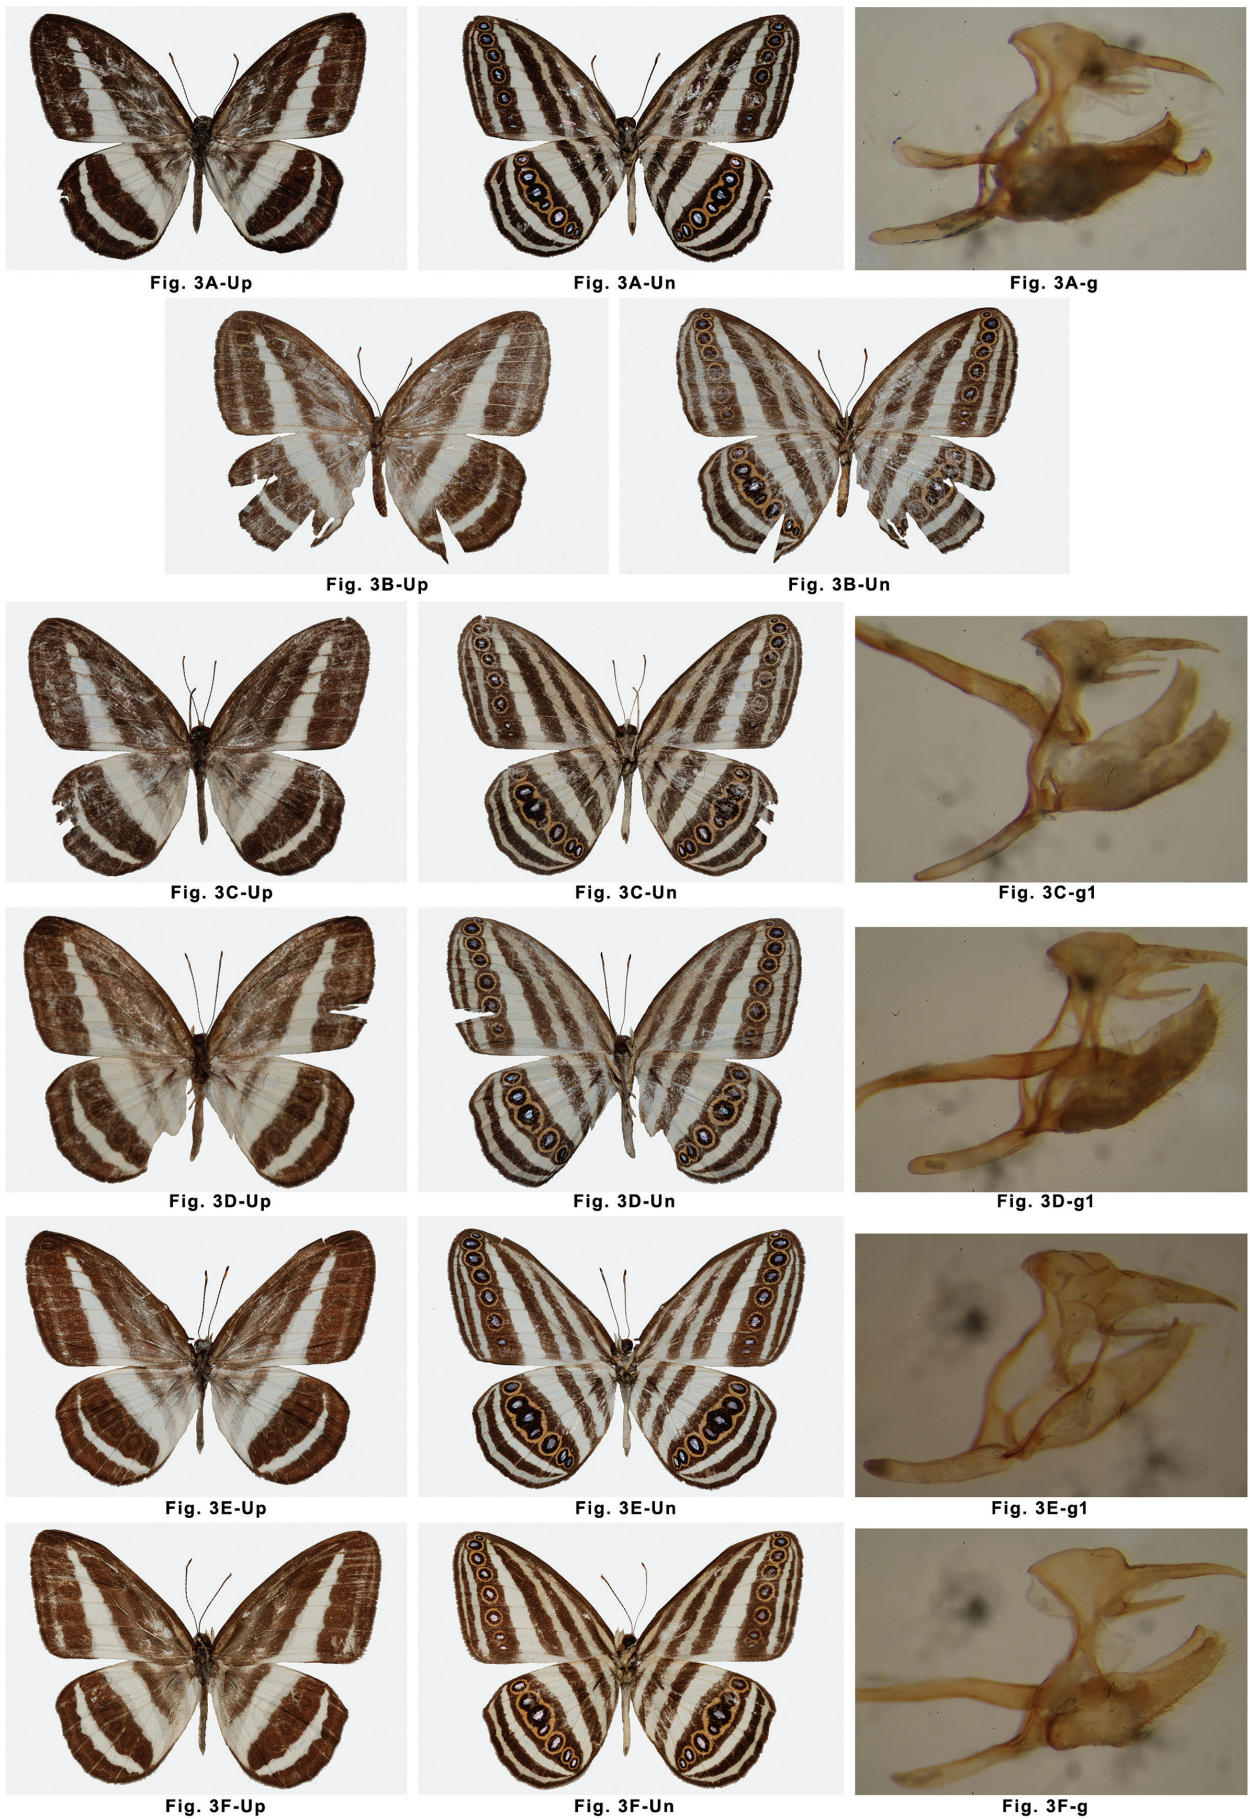 Fig. 3A-Up
Fig. 3A-Un
Fig. 3A-g
Fig. 3B-Up
Fig. 3B-Un
Fig. 3C-Up
Fig. 3C-Un
Fig. 3C-g1
Fig. 3D-Up
Fig. 3D-Un
Fig. 3D-g1
Fig. 3E-Up
Fig. 3E-Un
Fig. 3E-g1
Fig. 3F-Up
Fig. 3F-Un
Fig. 3F-g